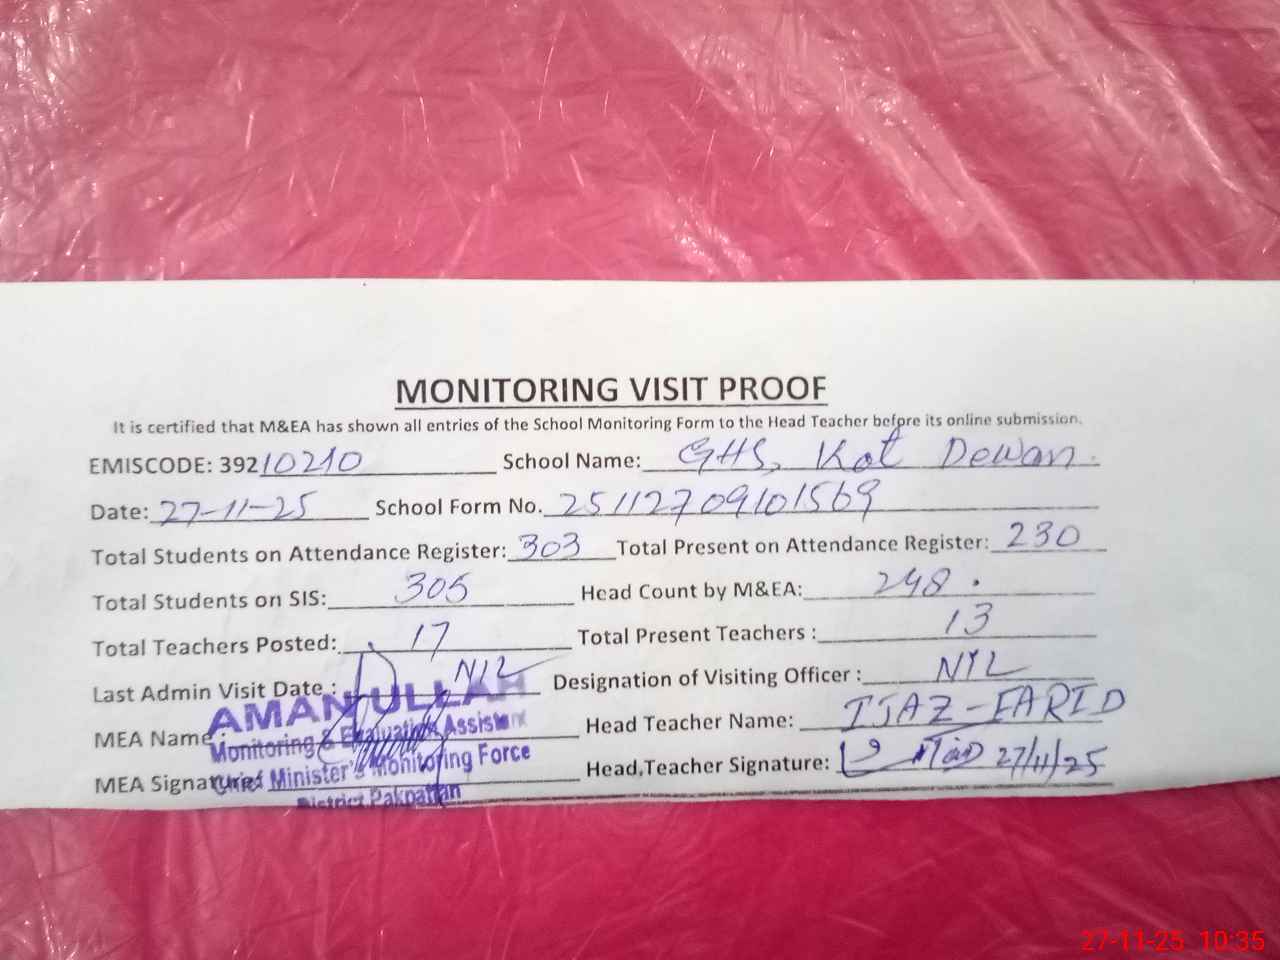 MONITORING VISIT PROOF
It is certified that M&EA has shown all entries of the School Monitoring Form to the Head Teacher before its online submission.
EMISCODE: 39210210 School Name: GHS, Kot Dewan.
Date: 27-11-25 School Form No. 25112709101569
Total Students on Attendance Register: 303 Total Present on Attendance Register: 230
Total Students on SIS: 305 Head Count by M&EA: 248.
Total Teachers Posted: 17 Total Present Teachers : 13
Last Admin Visit Date : NIL Designation of Visiting Officer : NIL
MEA Name: AMAN ULLAH Head Teacher Name: IJAZ-FARID
Monitoring & Evaluation Assistant
MEA Signature: Head Teacher Signature: 27/11/25
Chief Minister's Monitoring Force
District Pakpattan
27-11-25 10:35